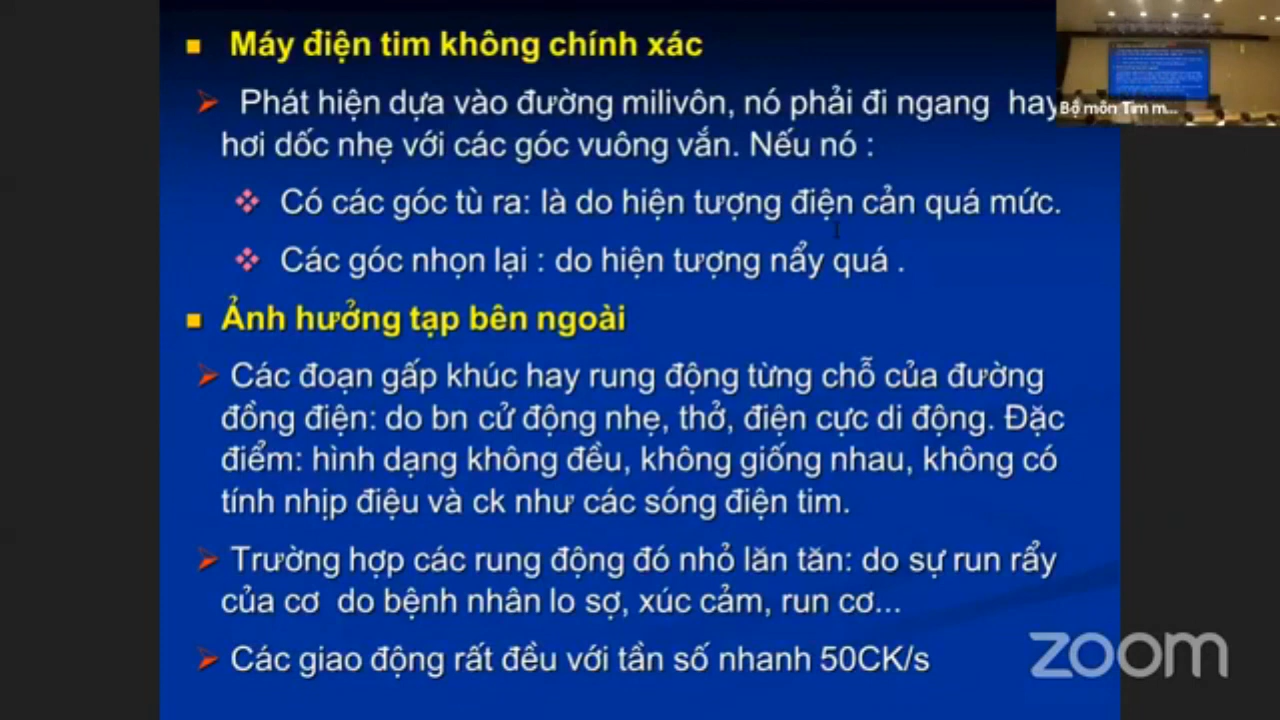 Máy điện tim không chính xác
Phát hiện dựa vào đường milivôn, nó phải đi ngang hay
hơi dốc nhẹ với các góc vuông vắn. Nếu nó :
Có các góc tù ra: là do hiện tượng điện cản quá mức.
Các góc nhọn lại : do hiện tượng nẩy quá .
Ảnh hưởng tạp bên ngoài
Các đoạn gấp khúc hay rung động từng chỗ của đường
đồng điện: do bn cử động nhẹ, thở, điện cực di động. Đặc
điểm: hình dạng không đều, không giống nhau, không có
tính nhịp điệu và ck như các sóng điện tim.
Trường hợp các rung động đó nhỏ lăn tăn: do sự run rẩy
của cơ do bệnh nhân lo sợ, xúc cảm, run cơ...
Các giao động rất đều với tần số nhanh 50CK/s
Bộ môn Tim m...
zoom